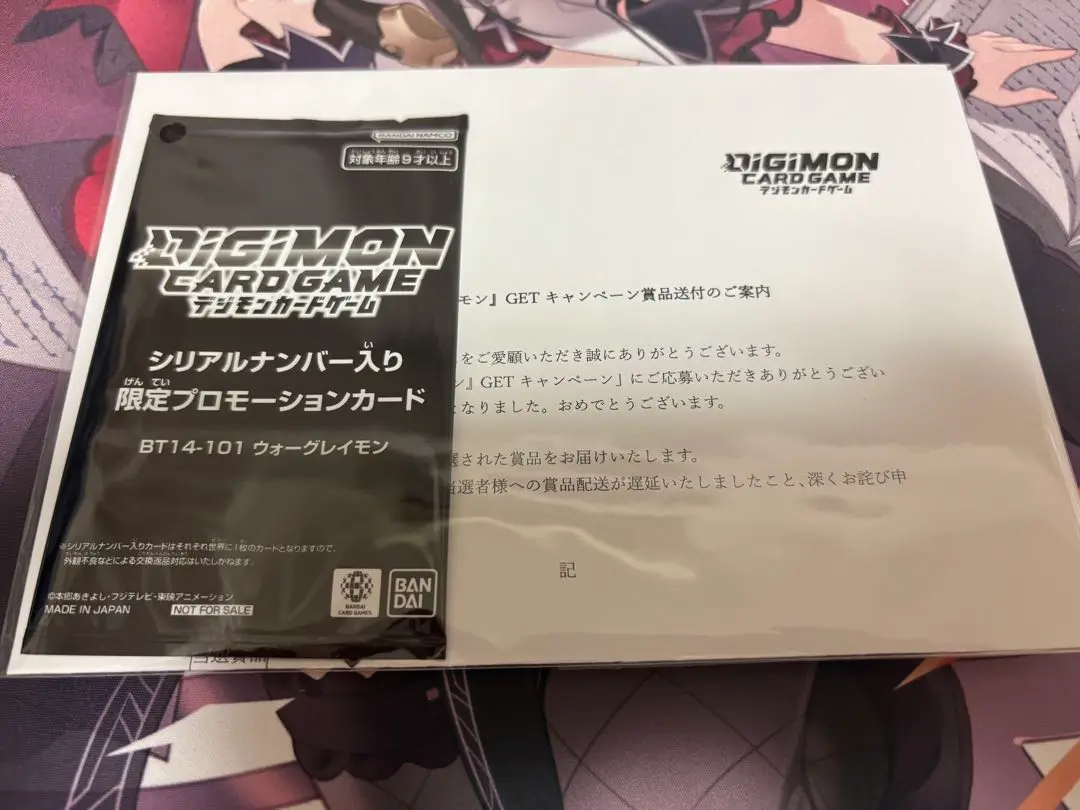 BANDAI NAMCO
対象年齢9才以上
DIGIMON
CARD GAME
デジモンカードゲーム
シリアルナンバー入り
限定プロモーションカード
BT14-101 ウォーグレイモン
※シリアルナンバー入りカードはそれぞれ世界に1枚のカードとなりますので、
外観不良などによる交換返品対応はいたしかねます。
©本郷あきよし・フジテレビ・東映アニメーション
MADE IN JAPAN
NOT FOR SALE
BANDAI
CARD GAMES
BAN
DAI
DIGIMON
CARD GAME
デジモンカードゲーム
モン』GET キャンペーン賞品送付のご案内
をご愛顧いただき誠にありがとうございます。
ン』GET キャンペーン」にご応募いただきありがとうござい
なりました。おめでとうございます。
選された賞品をお届けいたします。
当選者様への賞品配送が遅延いたしましたこと、深くお詫び申
記